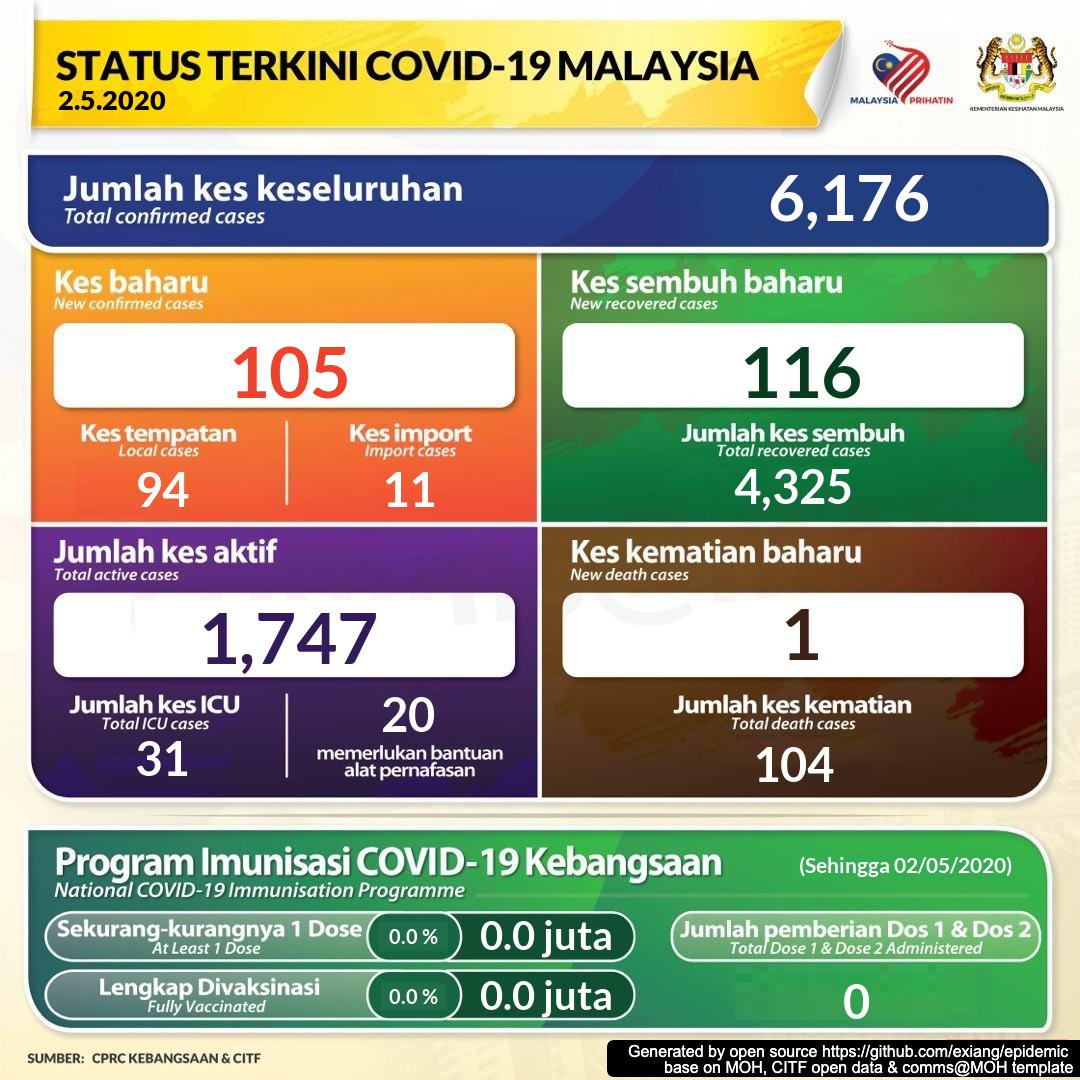 STATUS TERKINI COVID-19 MALAYSIA
2.5.2020
MALAYSIA PRIHATIN
KEMENTERIAN KESIHATAN MALAYSIA
Jumlah kes keseluruhan
Total confirmed cases
6,176
Kes baharu
New confirmed cases
105
Kes tempatan
Local cases
94
Kes import
Import cases
11
Kes sembuh baharu
New recovered cases
116
Jumlah kes sembuh
Total recovered cases
4,325
Jumlah kes aktif
Total active cases
1,747
Jumlah kes ICU
Total ICU cases
31
20
memerlukan bantuan
alat pernafasan
Kes kematian baharu
New death cases
1
Jumlah kes kematian
Total death cases
104
Program Imunisasi COVID-19 Kebangsaan
National COVID-19 Immunisation Programme
(Sehingga 02/05/2020)
Sekurang-kurangnya 1 Dose
At Least 1 Dose
0.0 %
0.0 juta
Lengkap Divaksinasi
Fully Vaccinated
0.0 %
0.0 juta
Jumlah pemberian Dos 1 & Dos 2
Total Dose 1 & Dose 2 Administered
0
SUMBER: CPRC KEBANGSAAN & CITF
Generated by open source https://github.com/exiang/epidemic
base on MOH, CITF open data & comms@MOH template